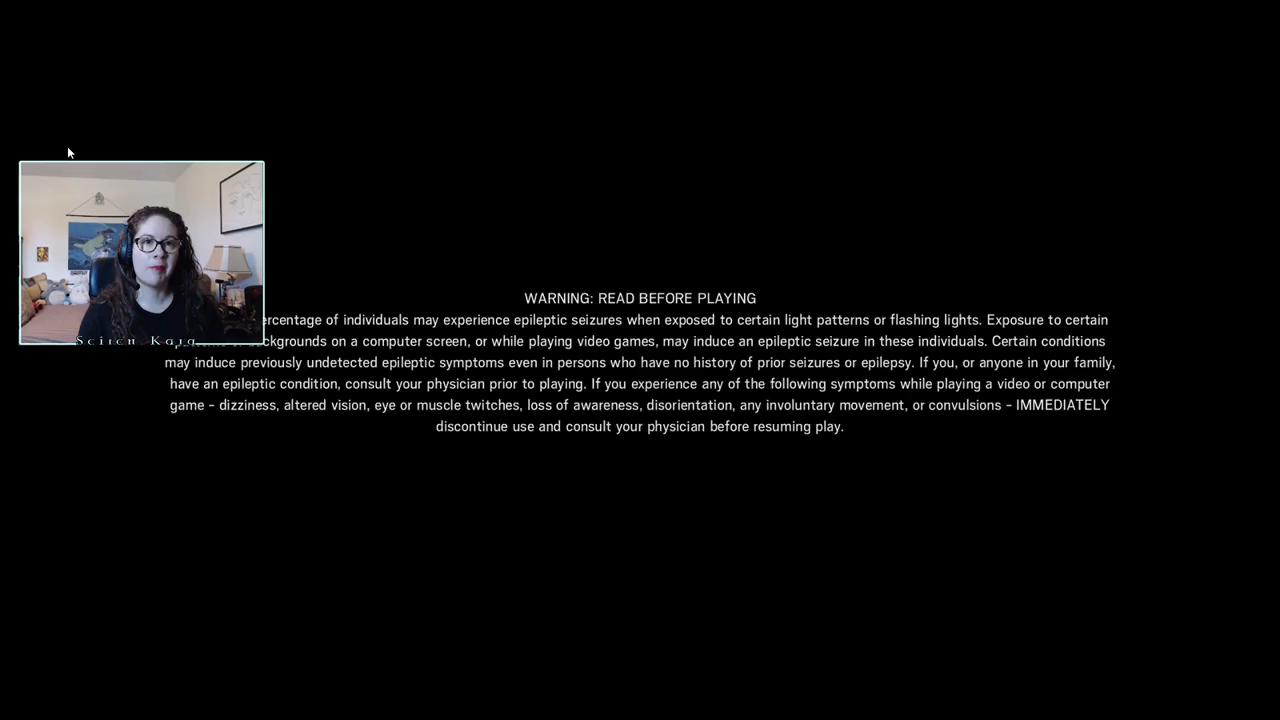 WARNING: READ BEFORE PLAYING
ercentage of individuals may experience epileptic seizures when exposed to certain light patterns or flashing lights. Exposure to certain
kgrounds on a computer screen, or while playing video games, may induce an epileptic seizure in these individuals. Certain conditions
may induce previously undetected epileptic symptoms even in persons who have no history of prior seizures or epilepsy. If you, or anyone in your family,
have an epileptic condition, consult your physician prior to playing. If you experience any of the following symptoms while playing a video or computer
game - dizziness, altered vision, eye or muscle twitches, loss of awareness, disorientation, any involuntary movement, or convulsions - IMMEDIATELY
discontinue use and consult your physician before resuming play.